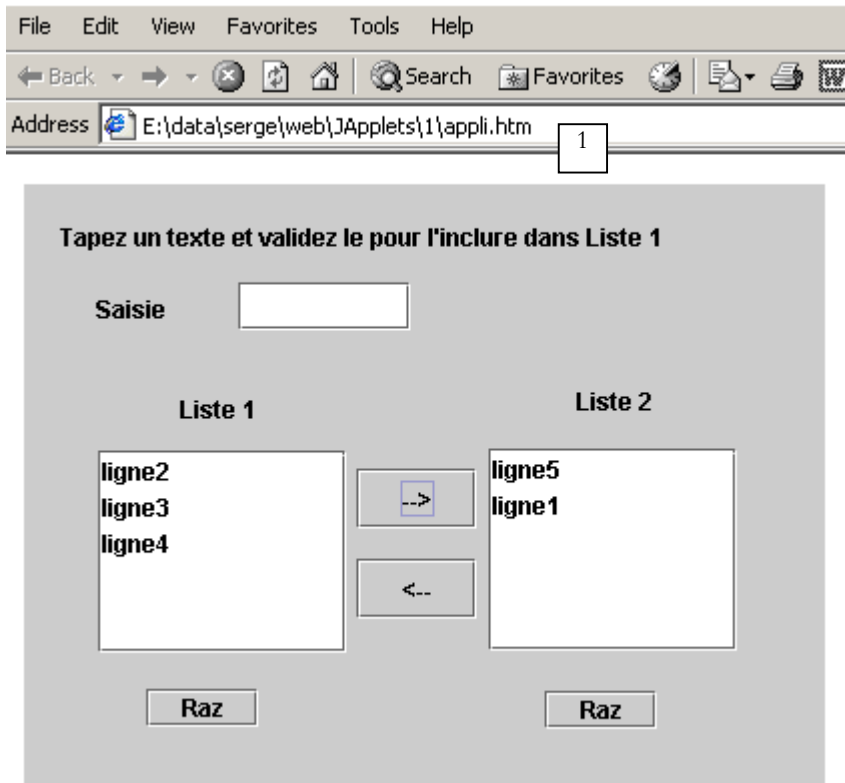 File Edit View Favorites Tools Help
Back Search Favorites
Address E:\data\serge\web\JApplets\1\appli.htm
1
Tapez un texte et validez le pour l'inclure dans Liste 1
Saisie
Liste 1
Liste 2
ligne2
ligne3
ligne4
-->
<--
ligne5
ligne1
Raz
Raz